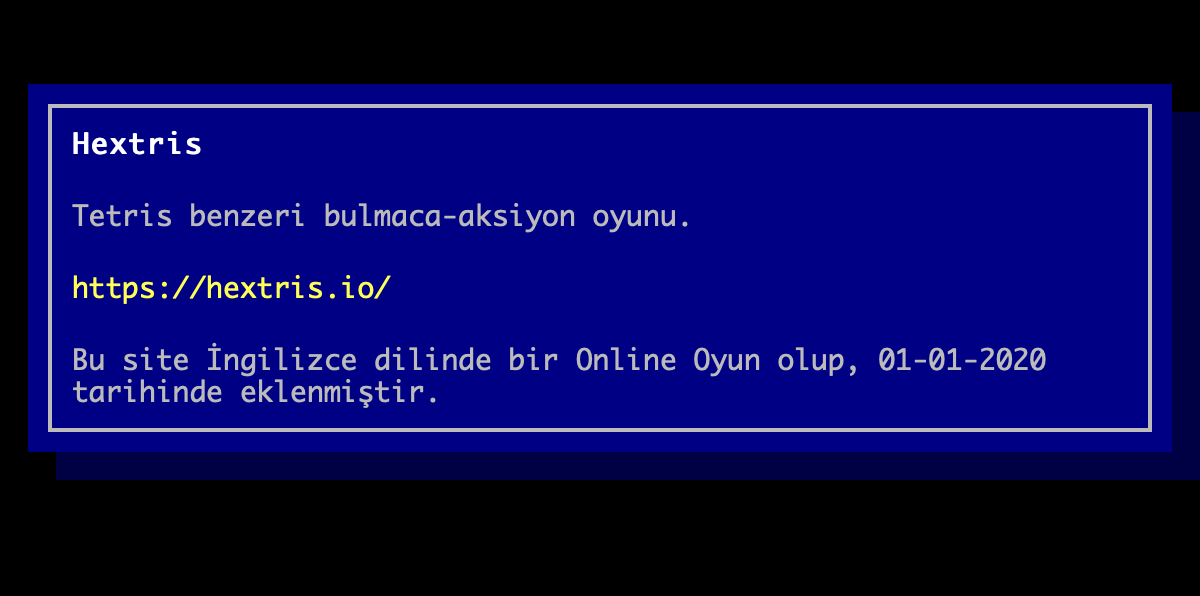 Hextris
Tetris benzeri bulmaca-aksiyon oyunu.
https://hextris.io/
Bu site İngilizce dilinde bir Online Oyun olup, 01-01-2020
tarihinde eklenmiştir.